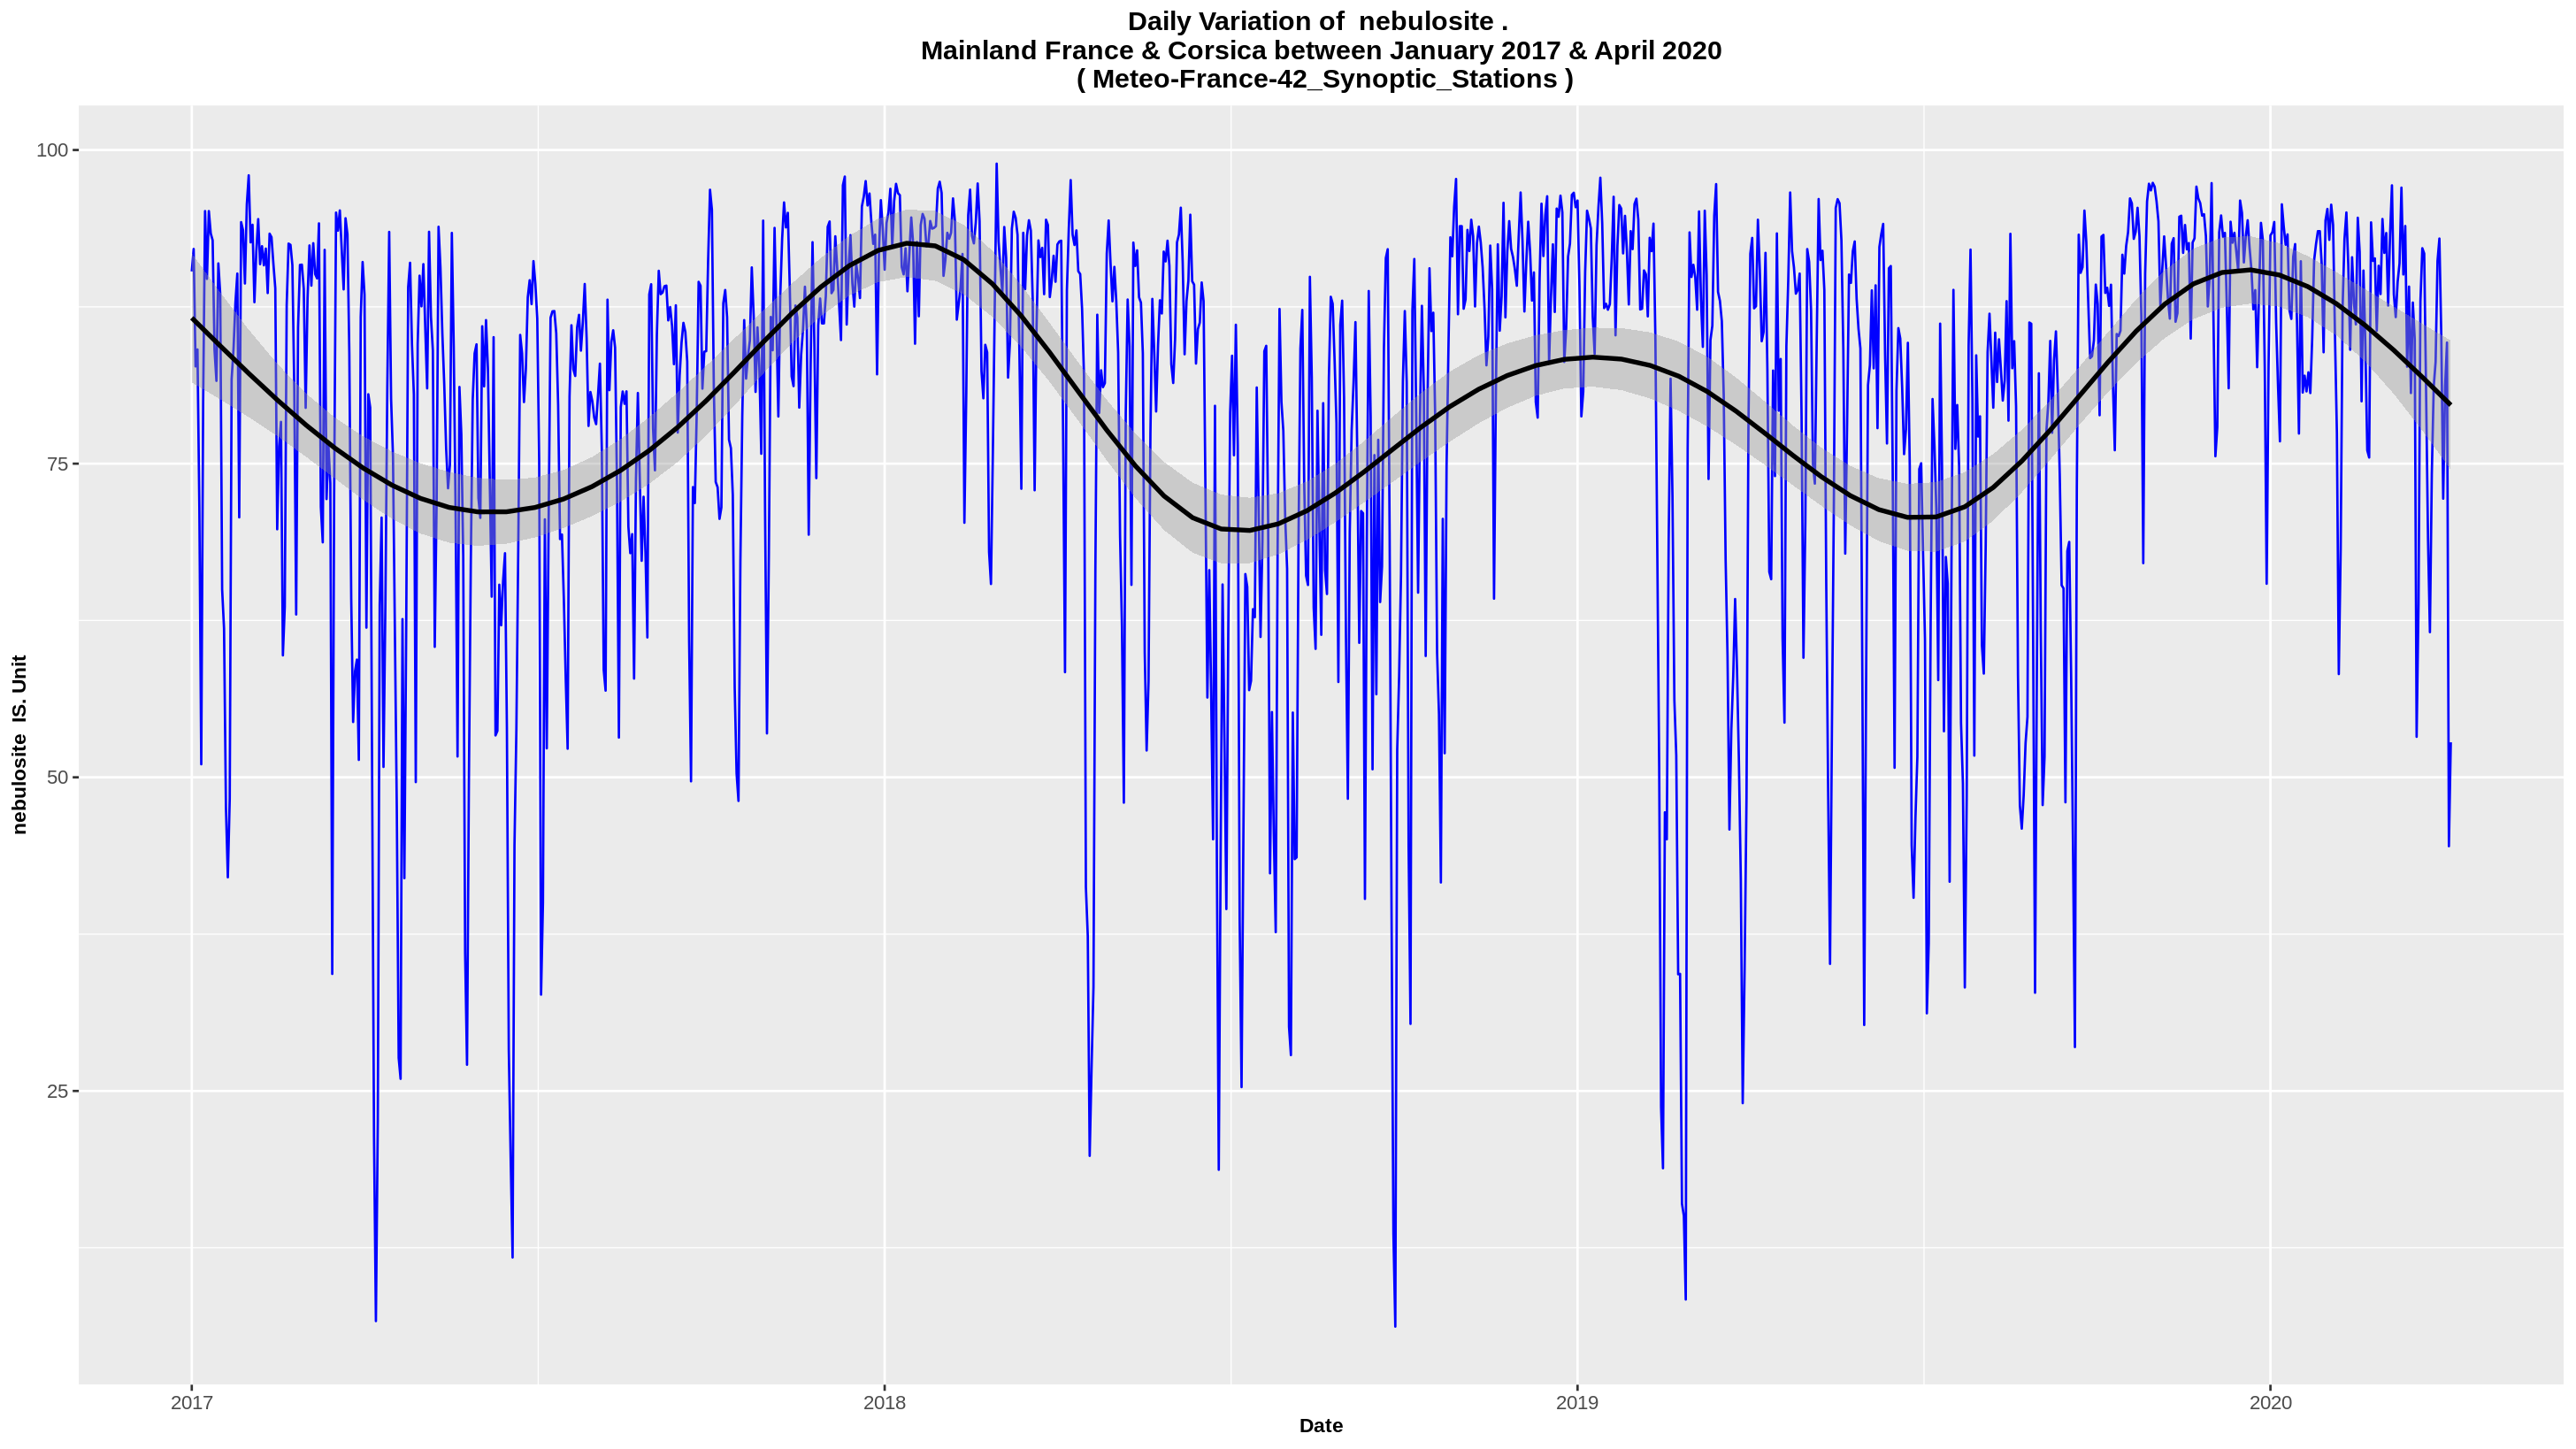 Daily Variation of  nebulosite .
Mainland France & Corsica between January 2017 & April 2020
( Meteo-France-42_Synoptic_Stations )
nebulosite  IS. Unit
100
75
50
25
2017
2018
2019
2020
Date